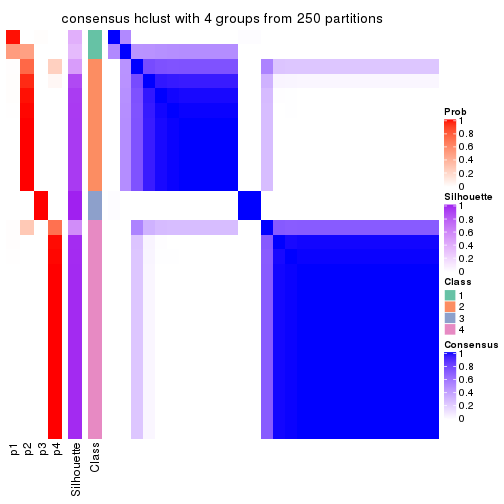 consensus hclust with 4 groups from 250 partitions
Prob
1
0.8
0.6
0.4
0.2
0
Silhouette
1
0.8
0.6
0.4
0.2
0
Class
1
2
3
4
Consensus
1
0.8
0.6
0.4
0.2
0
p1
p2
p3
p4
Silhouette
Class